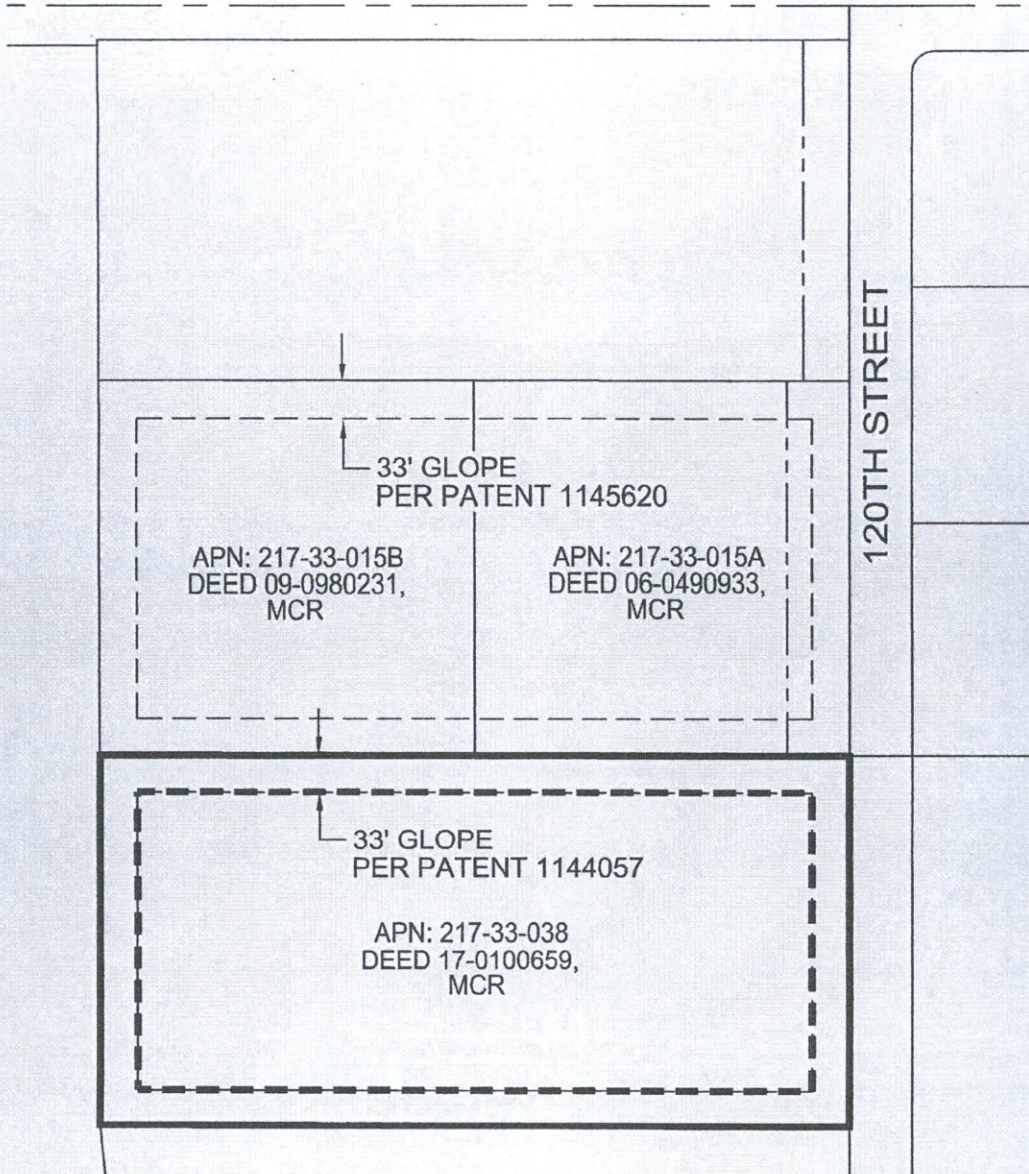 33' GLOPE
PER PATENT 1145620
APN: 217-33-015B
DEED 09-0980231,
MCR
APN: 217-33-015A
DEED 06-0490933,
MCR
120TH STREET
33' GLOPE
PER PATENT 1144057
APN: 217-33-038
DEED 17-0100659,
MCR